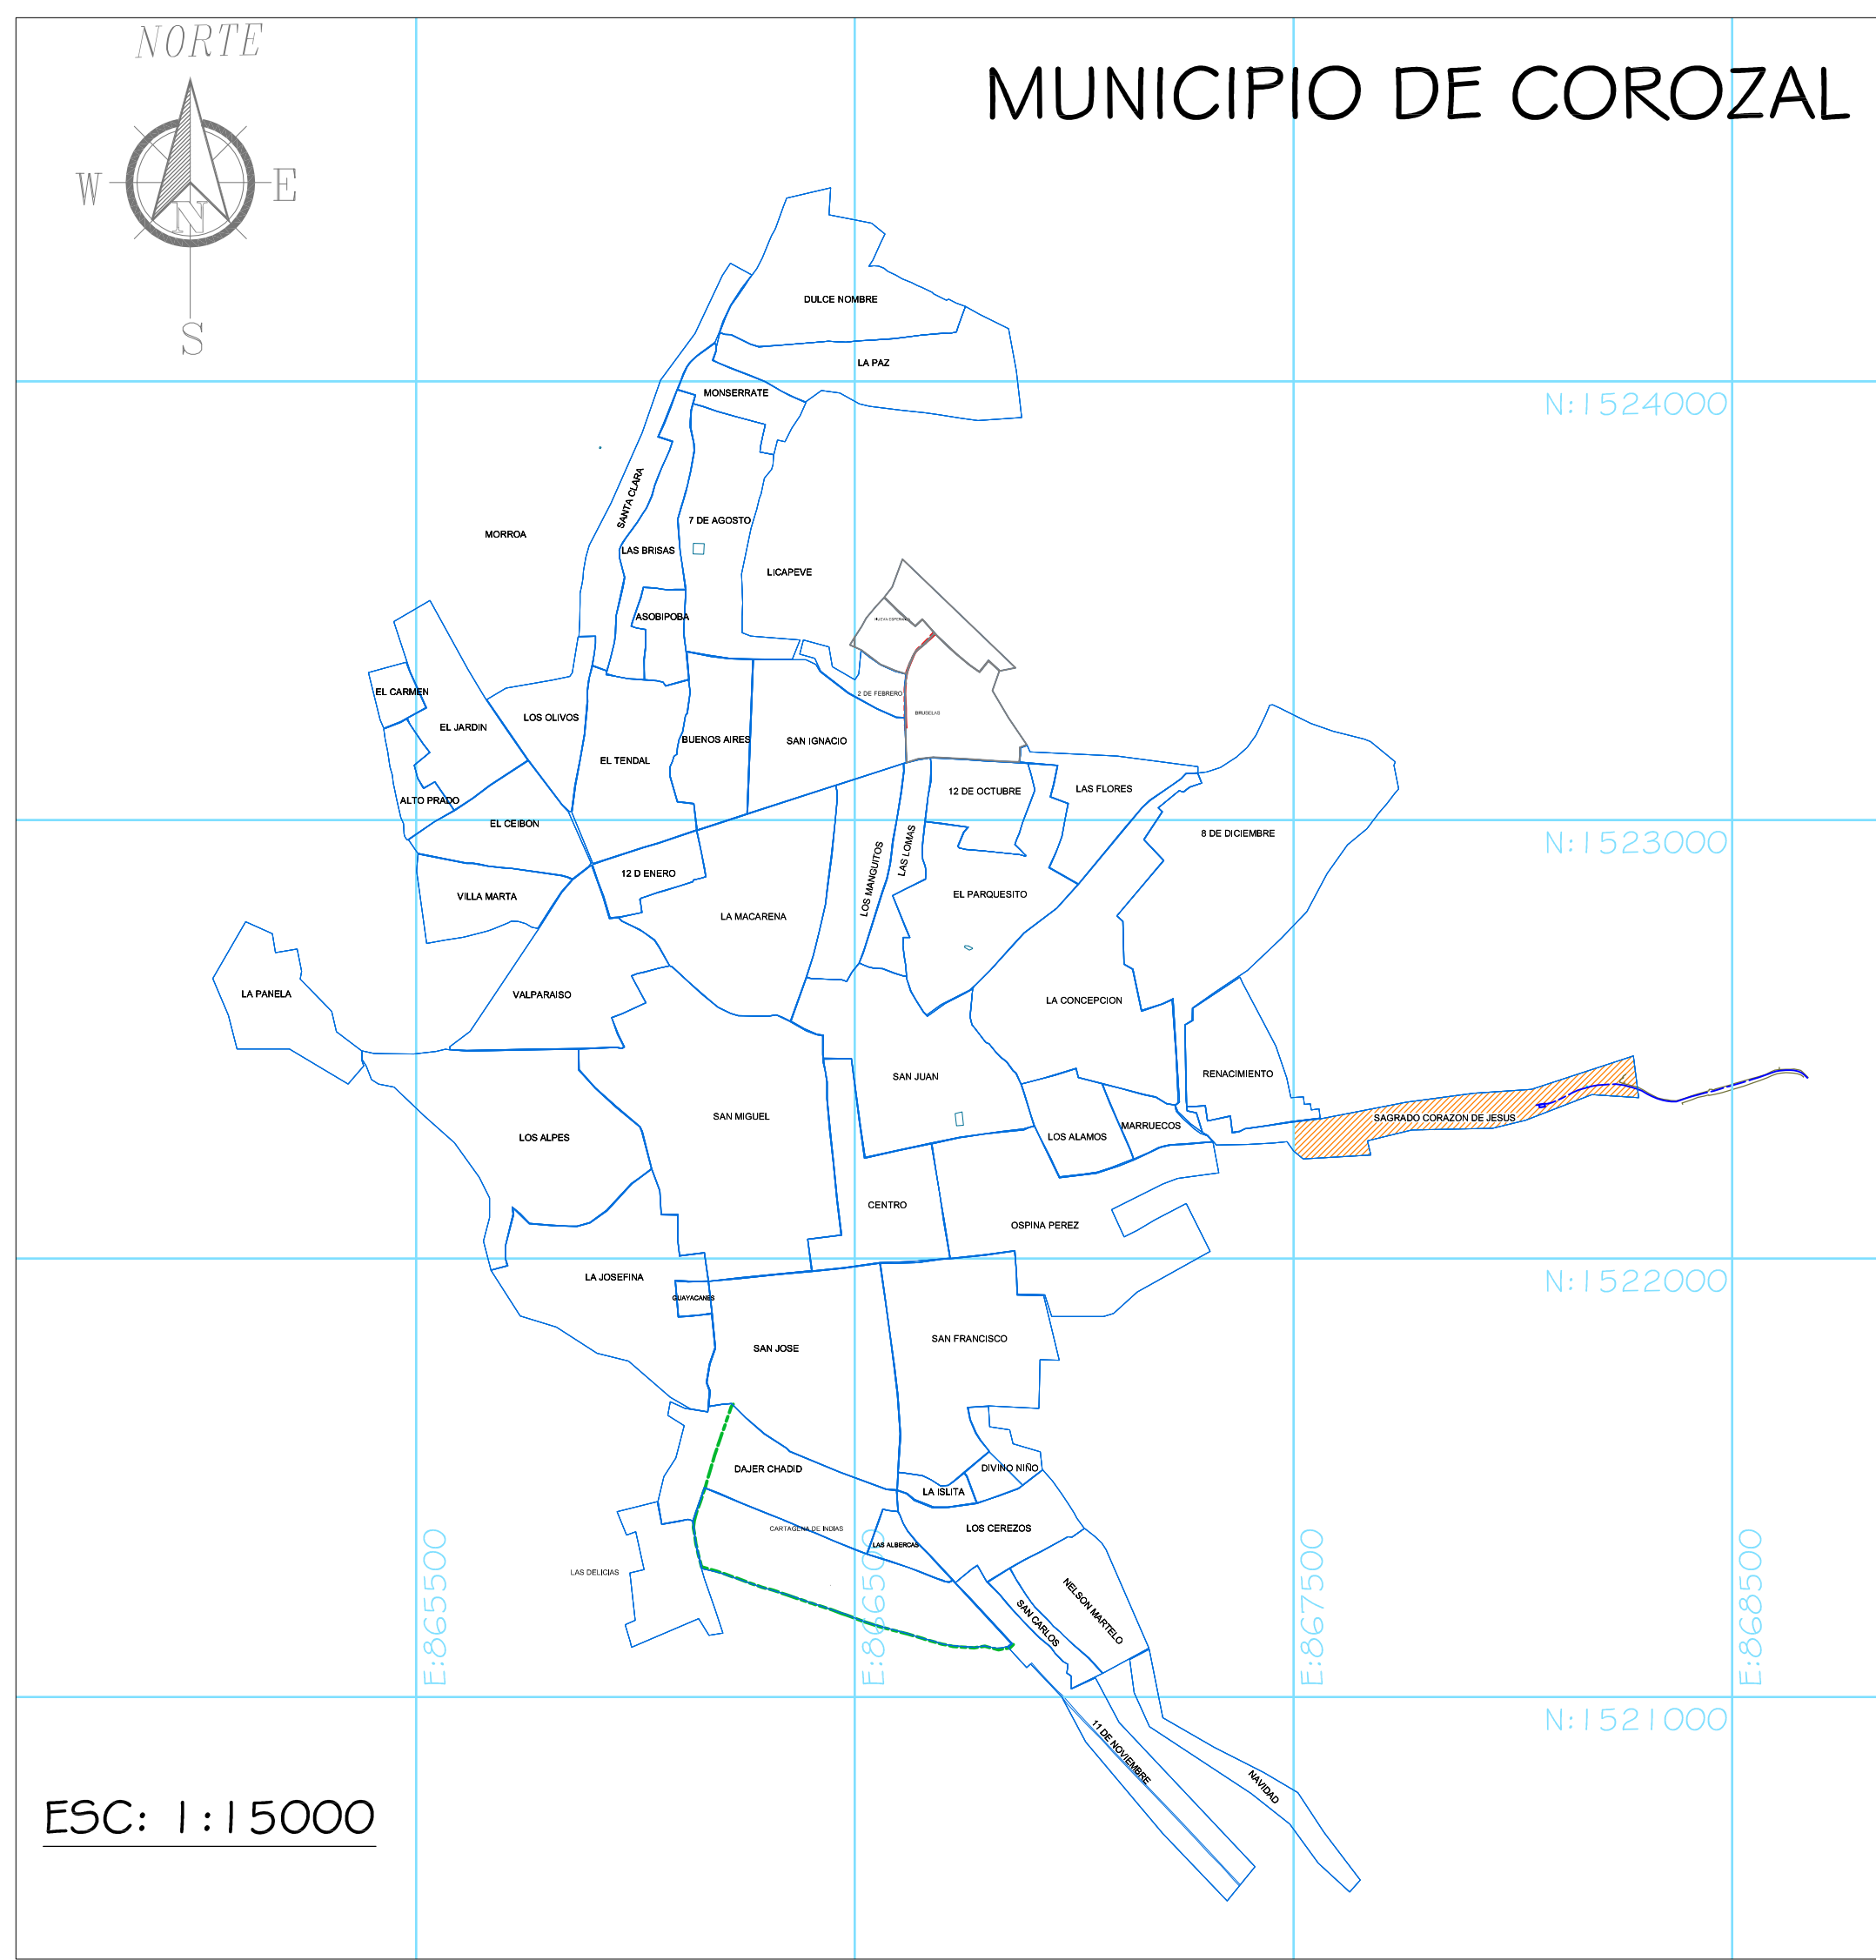 NORTE
MUNICIPIO DE COROZAL
W
E
N
S
DULCE NOMBRE
LA PAZ
MONSERRATE
N:1524000
SANTA CLARA
7 DE AGOSTO
MORROA
LAS BRISAS
LICAPEVE
ASOBIPOBA
NUEVA ESPERANZA
EL CARMEN
2 DE FEBRERO
BRUSELAS
LOS OLIVOS
EL JARDIN
BUENOS AIRES
SAN IGNACIO
EL TENDAL
12 DE OCTUBRE
LAS FLORES
ALTO PRADO
EL CEIBON
8 DE DICIEMBRE
N:1523000
LAS LOMAS
LOS MANGUITOS
12 D ENERO
VILLA MARTA
EL PARQUESITO
LA MACARENA
LA PANELA
VALPARAISO
LA CONCEPCION
SAN JUAN
RENACIMIENTO
SAN MIGUEL
SAGRADO CORAZON DE JESUS
MARRUECOS
LOS ALPES
LOS ALAMOS
CENTRO
OSPINA PEREZ
LA JOSEFINA
N:1522000
GUAYACANES
SAN JOSE
SAN FRANCISCO
DAJER CHADID
DIVINO NIÑO
LA ISLITA
CARTAGENA DE INDIAS
LOS CEREZOS
LAS ALBERCAS
LAS DELICIAS
E:865500
E:866500
E:867500
E:868500
SAN CARLOS
NELSON MARTELO
N:1521000
11 DE NOVIEMBRE
NAVIDAD
ESC: 1:15000